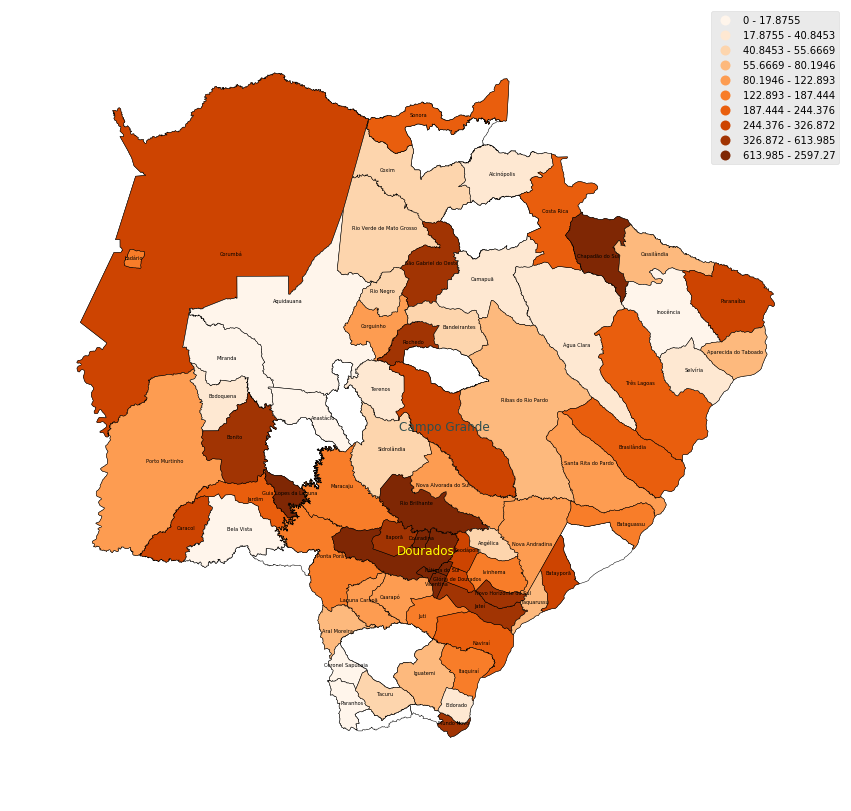 0 - 17.8755
17.8755 - 40.8453
40.8453 - 55.6669
55.6669 - 80.1946
80.1946 - 122.893
122.893 - 187.444
187.444 - 244.376
244.376 - 326.872
326.872 - 613.985
613.985 - 2597.27
Sonora
Coxim
Alcinópolis
Costa Rica
Rio Verde de Mato Grosso
Corumbá
Ladário
São Gabriel do Oeste
Chapadão do Sul
Cassilândia
Camapuã
Rio Negro
Aquidauana
Paranaíba
Inocência
Corguinho
Bandeirantes
Rochedo
Água Clara
Aparecida do Taboado
Miranda
Selvíria
Terenos
Três Lagoas
Bodoquena
Ribas do Rio Pardo
Anastácio
Campo Grande
Bonito
Sidrolândia
Brasilândia
Porto Murtinho
Santa Rita do Pardo
Maracaju
Nova Alvorada do Sul
Guia Lopes da Laguna
Jardim
Rio Brilhante
Caracol
Bela Vista
Bataguassu
Itaporã
Angélica
Nova Andradina
Dourados
Ponta Porã
Ivinhema
Batayporã
Glória de Dourados
Novo Horizonte do Sul
Laguna Carapã
Caarapó
Taquarussu
Jateí
Juti
Aral Moreira
Naviraí
Coronel Sapucaia
Iguatemi
Itaquiraí
Tacuru
Paranhos
Eldorado
Mundo Novo